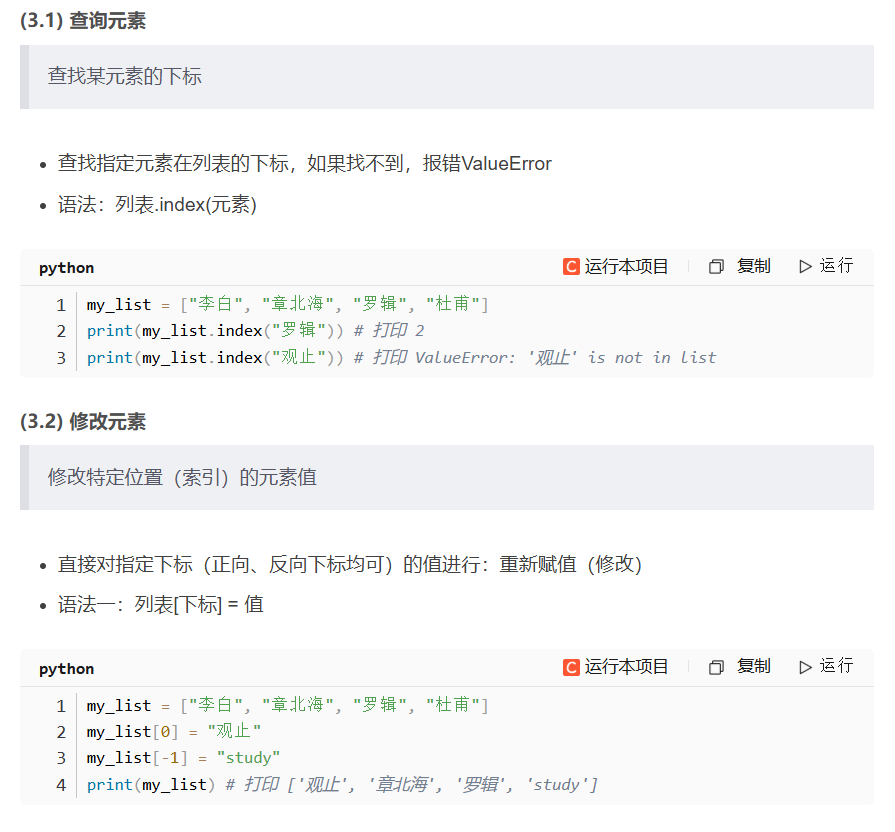 (3.1) 查询元素
查找某元素的下标
• 查找指定元素在列表的下标，如果找不到，报错ValueError
• 语法：列表.index(元素)
python C 运行本项目 复制 运行
1 my_list = ["李白", "章北海", "罗辑", "杜甫"]
2 print(my_list.index("罗辑")) # 打印 2
3 print(my_list.index("观止")) # 打印 ValueError: '观止' is not in list
(3.2) 修改元素
修改特定位置（索引）的元素值
• 直接对指定下标（正向、反向下标均可）的值进行：重新赋值（修改）
• 语法一：列表[下标] = 值
python C 运行本项目 复制 运行
1 my_list = ["李白", "章北海", "罗辑", "杜甫"]
2 my_list[0] = "观止"
3 my_list[-1] = "study"
4 print(my_list) # 打印 ['观止', '章北海', '罗辑', 'study']